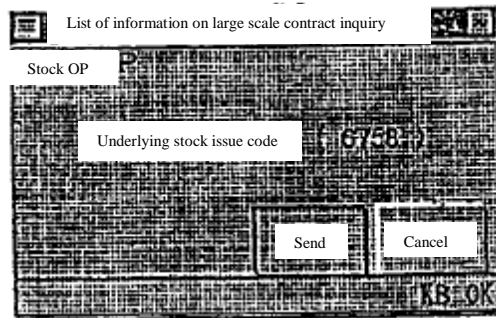 List of information on large scale contract inquiry
Stock OP
Underlying stock issue code ( 6758 )
Send Cancel
KB OK